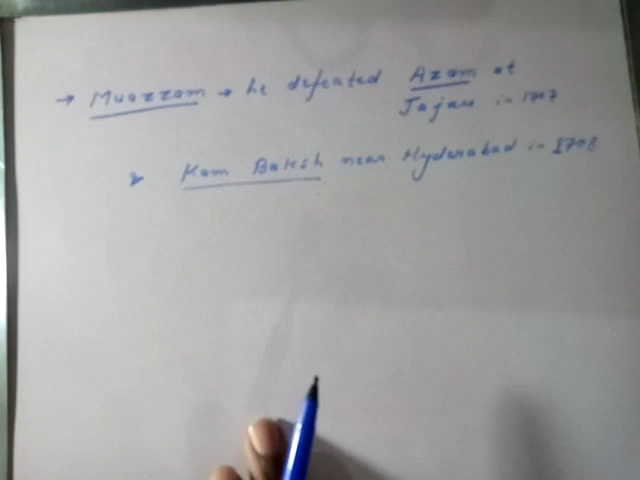 → Muazzam → he defeated Azam at
Jajau in 1707
& Kam Baksh near Hyderabad in 1708